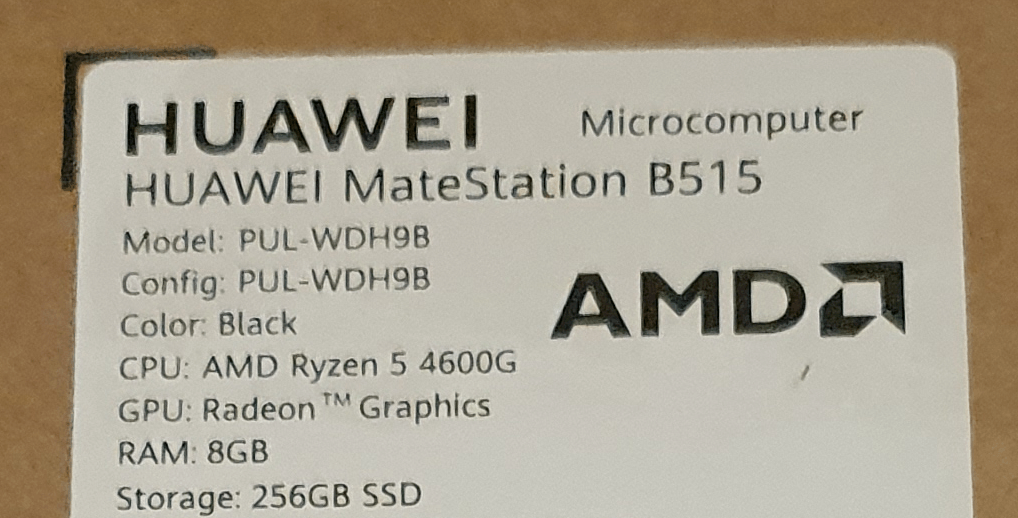 HUAWEI Microcomputer
HUAWEI MateStation B515
Model: PUL-WDH9B
Config: PUL-WDH9B
AMD
Color: Black
CPU: AMD Ryzen 5 4600G
GPU: Radeon™ Graphics
RAM: 8GB
Storage: 256GB SSD